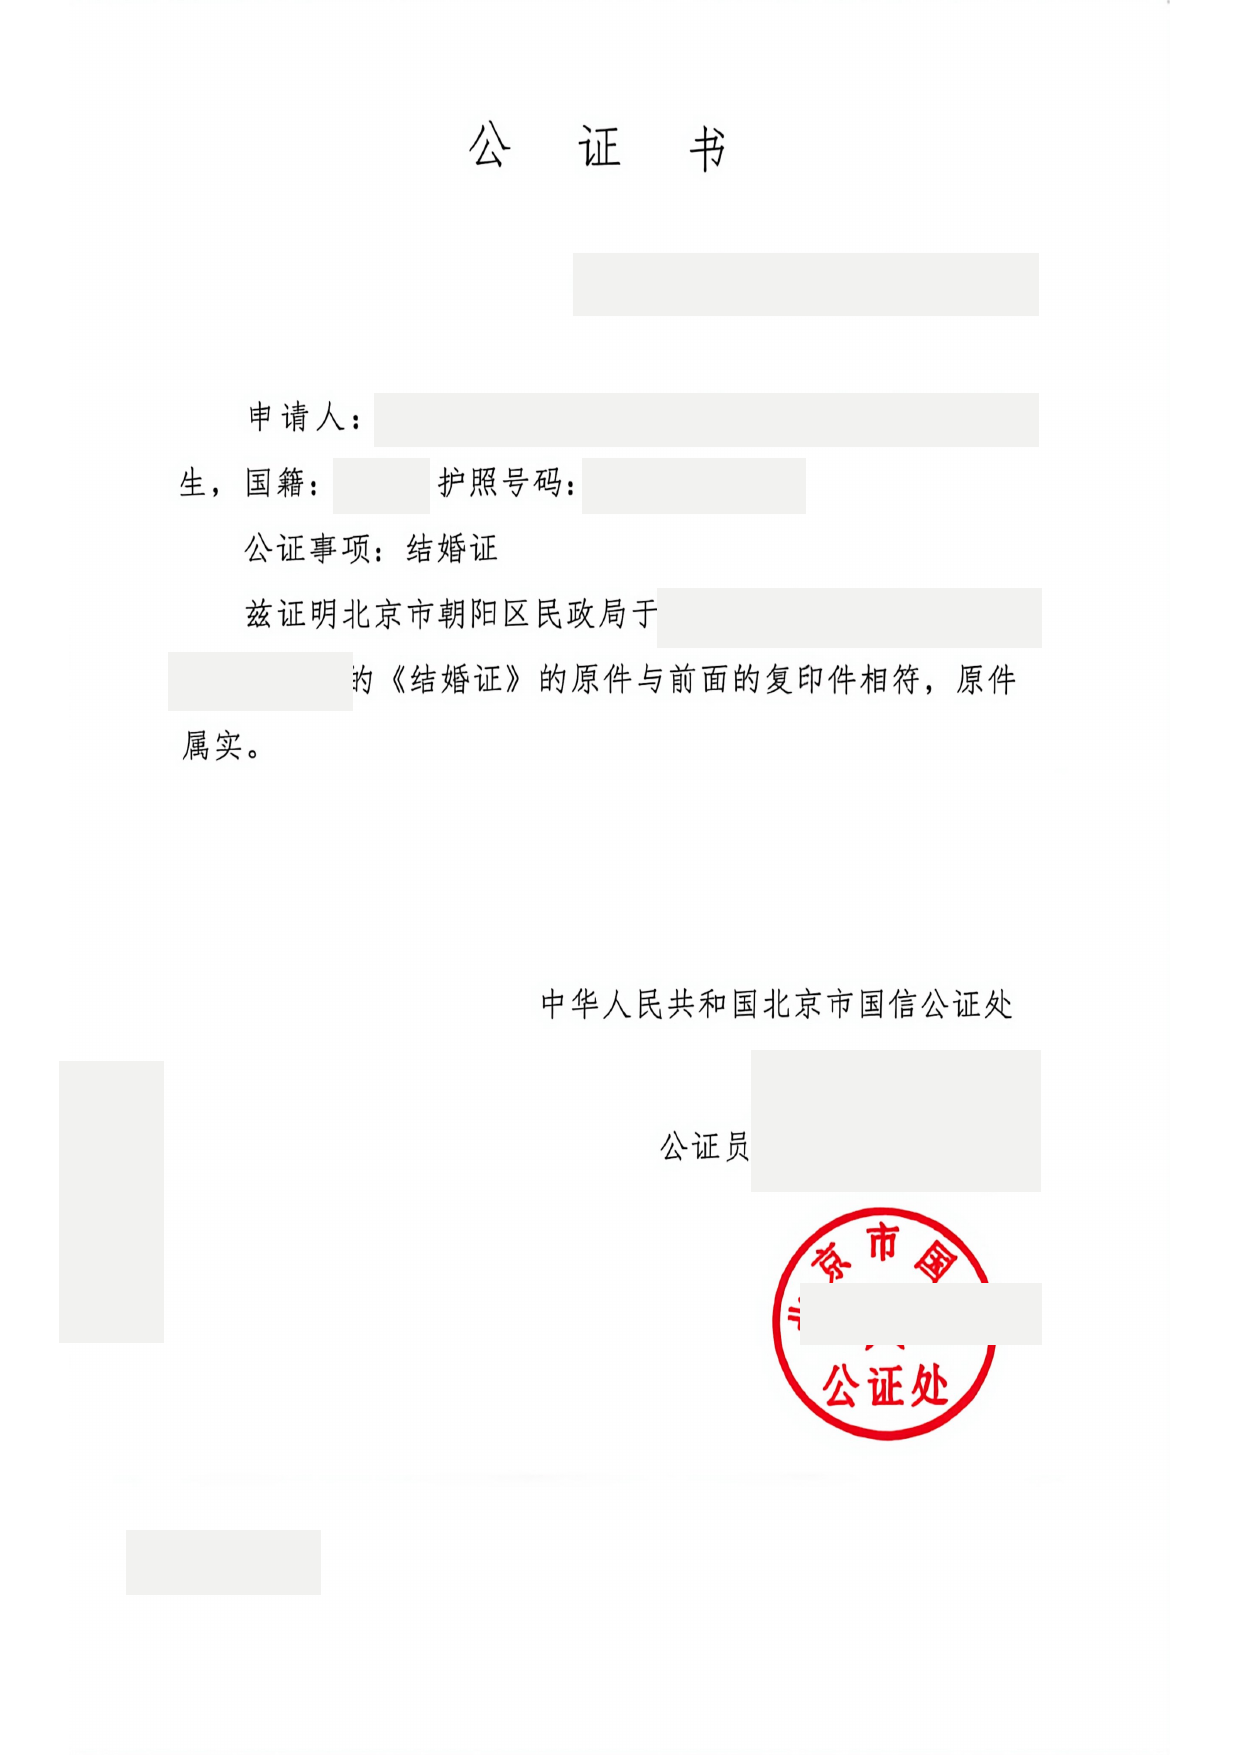 公 证 书
申请人：
生，国籍： 护照号码：
公证事项：结婚证
兹证明北京市朝阳区民政局于
的《结婚证》的原件与前面的复印件相符，原件
属实。
中华人民共和国北京市国信公证处
公证员
京市国
公证处